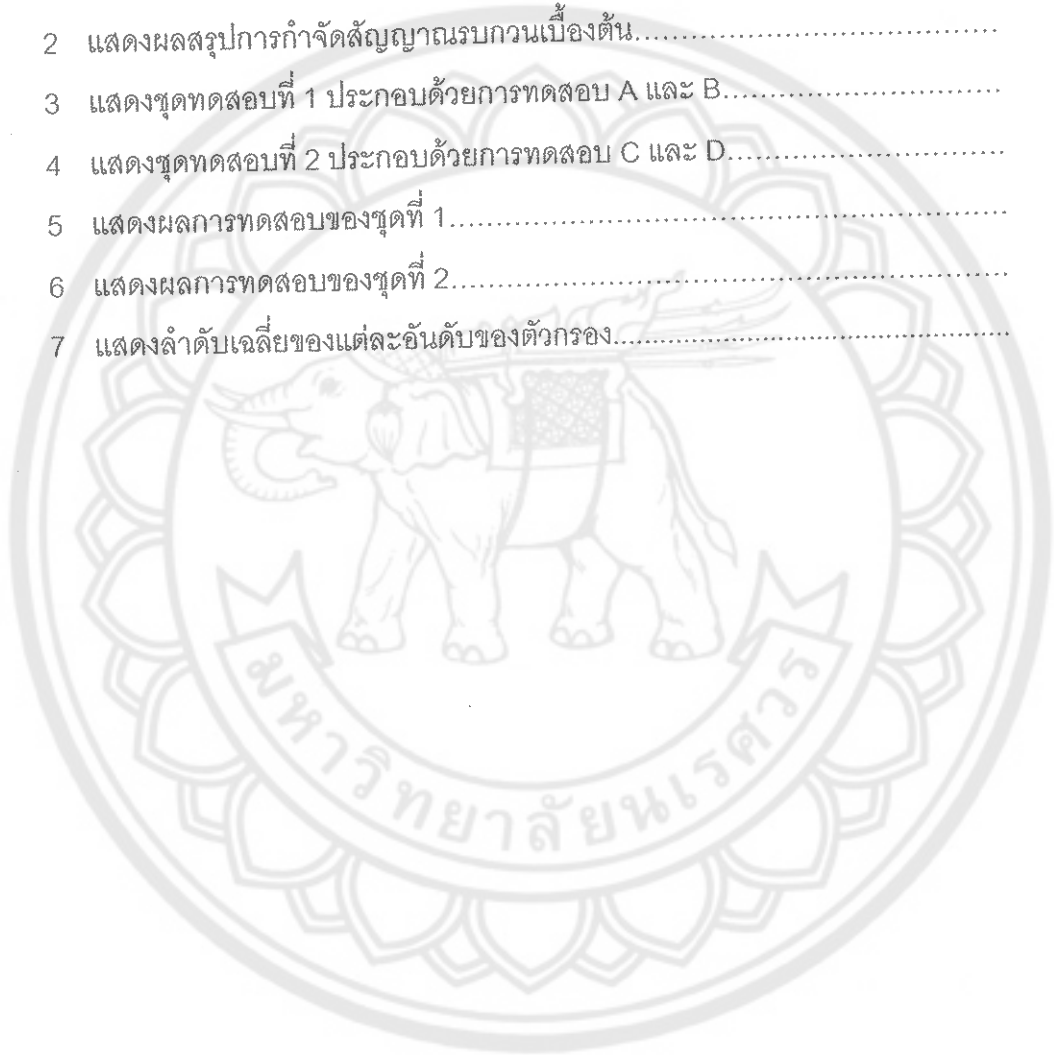 2 แสดงผลสรุปการกำจัดสัญญาณรบกวนเบื้องต้น....................................
3 แสดงชุดทดสอบที่ 1 ประกอบด้วยการทดสอบ A และ B............................
4 แสดงชุดทดสอบที่ 2 ประกอบด้วยการทดสอบ C และ D............................
5 แสดงผลการทดสอบของชุดที่ 1........................................................
6 แสดงผลการทดสอบของชุดที่ 2........................................................
7 แสดงลำดับเฉลี่ยของแต่ละอันดับของตัวกรอง........................................
มหาวิทยาลัยนเรศวร